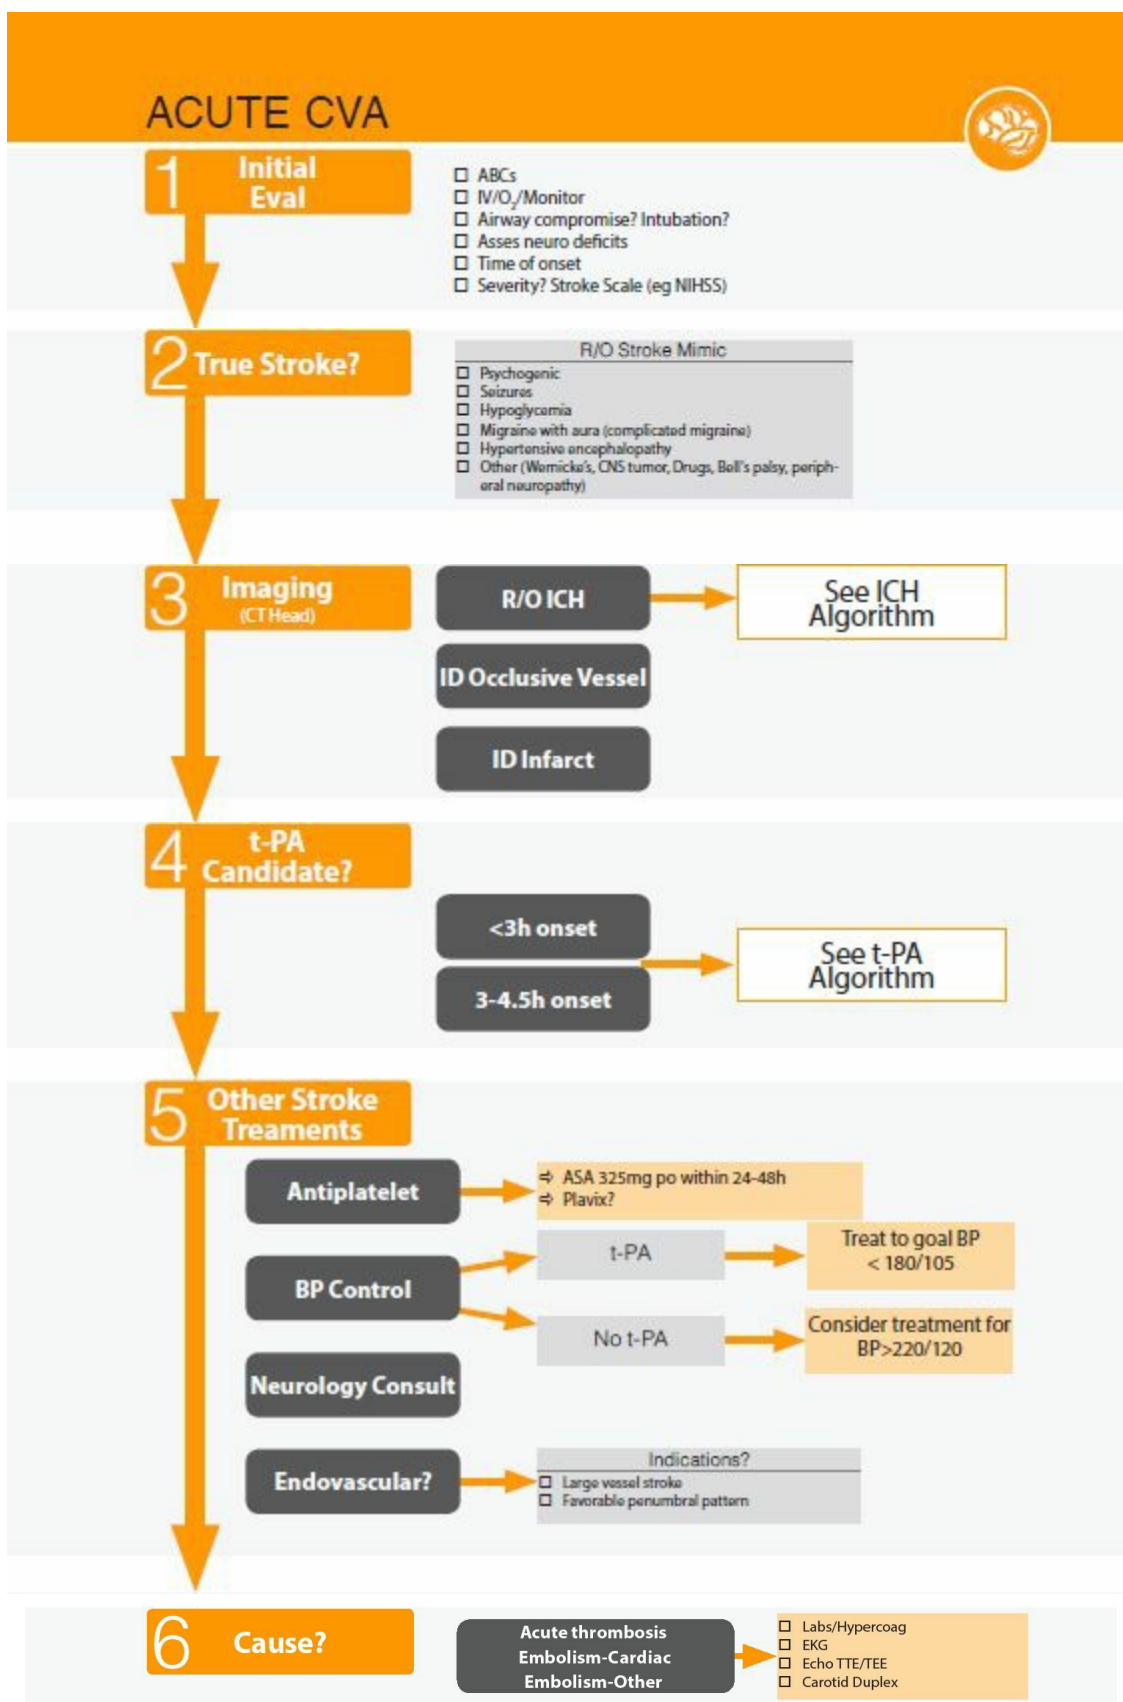 ACUTE CVA
1 Initial
Eval
☐ ABCs
☐ IV/O₂/Monitor
☐ Airway compromise? Intubation?
☐ Asses neuro deficits
☐ Time of onset
☐ Severity? Stroke Scale (eg NIHSS)
2 True Stroke?
R/O Stroke Mimic
☐ Psychogenic
☐ Seizures
☐ Hypoglycemia
☐ Migraine with aura (complicated migraine)
☐ Hypertensive encephalopathy
☐ Other (Wernicke's, CNS tumor, Drugs, Bell's palsy, periph-
eral neuropathy)
3 Imaging
(CT Head)
R/O ICH
See ICH
Algorithm
ID Occlusive Vessel
ID Infarct
4 t-PA
Candidate?
<3h onset
3-4.5h onset
See t-PA
Algorithm
5 Other Stroke
Treaments
Antiplatelet
⇨ ASA 325mg po within 24-48h
⇨ Plavix?
BP Control
t-PA
Treat to goal BP
< 180/105
No t-PA
Consider treatment for
BP>220/120
Neurology Consult
Endovascular?
Indications?
☐ Large vessel stroke
☐ Favorable penumbral pattern
6 Cause?
Acute thrombosis
Embolism-Cardiac
Embolism-Other
☐ Labs/Hypercoag
☐ EKG
☐ Echo TTE/TEE
☐ Carotid Duplex